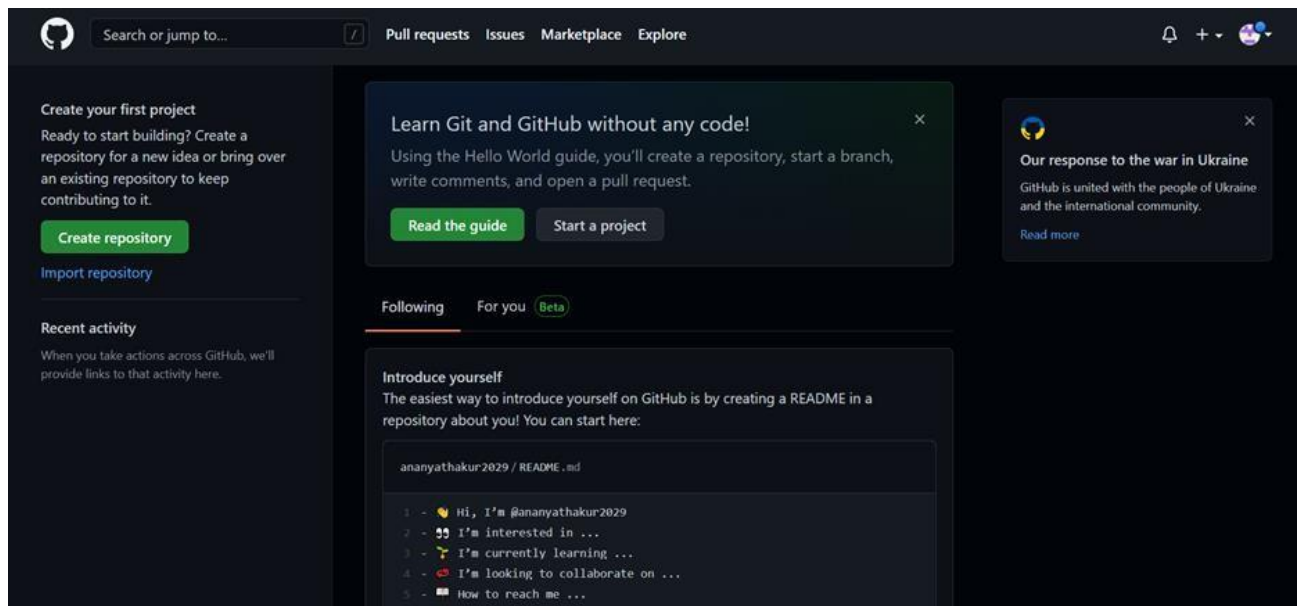 Search or jump to...
/
Pull requests Issues Marketplace Explore
Create your first project
Ready to start building? Create a
repository for a new idea or bring over
an existing repository to keep
contributing to it.
Create repository
Import repository
Recent activity
When you take actions across GitHub, we'll
provide links to that activity here.
Learn Git and GitHub without any code!
Using the Hello World guide, you'll create a repository, start a branch,
write comments, and open a pull request.
Read the guide Start a project
Following For you Beta
Introduce yourself
The easiest way to introduce yourself on GitHub is by creating a README in a
repository about you! You can start here:
ananyathakur2029 / README.md
1 - 👋 Hi, I'm @ananyathakur2029
2 - 👀 I'm interested in ...
3 - 🌱 I'm currently learning ...
4 - 💞️ I'm looking to collaborate on ...
5 - 📫 How to reach me ...
Our response to the war in Ukraine
GitHub is united with the people of Ukraine
and the international community.
Read more